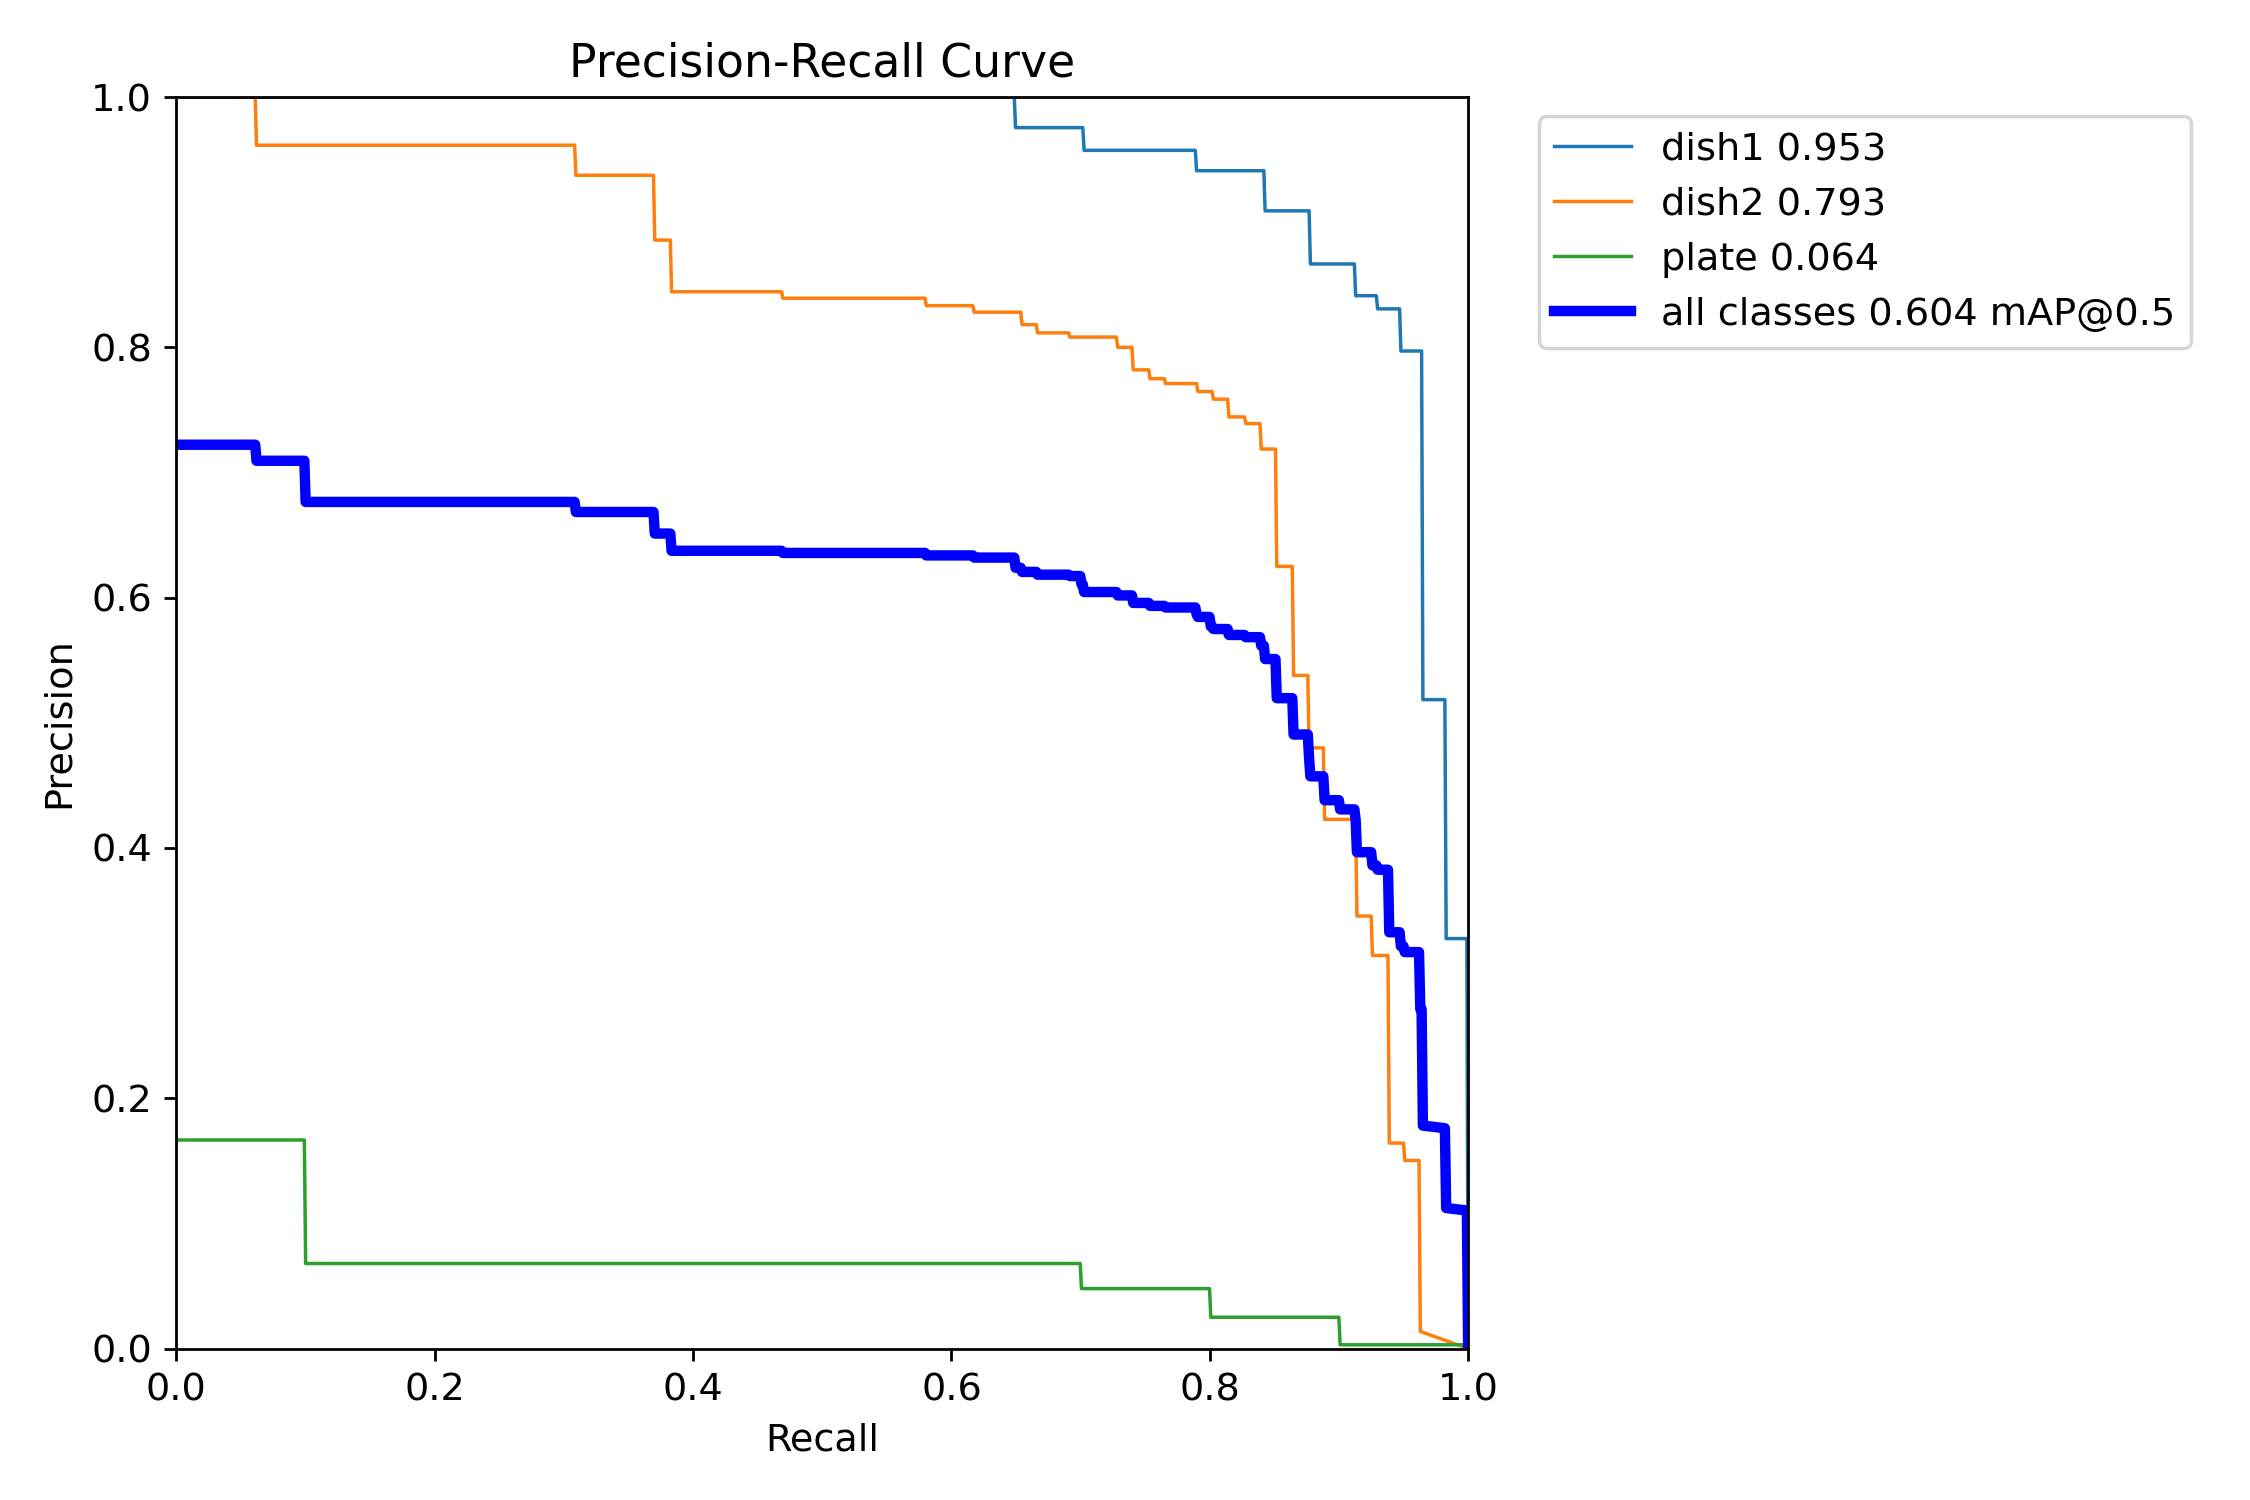 Precision-Recall Curve
1.0
0.8
0.6
0.4
0.2
0.0
Precision
0.0 0.2 0.4 0.6 0.8 1.0
Recall
dish1 0.953
dish2 0.793
plate 0.064
all classes 0.604 mAP@0.5